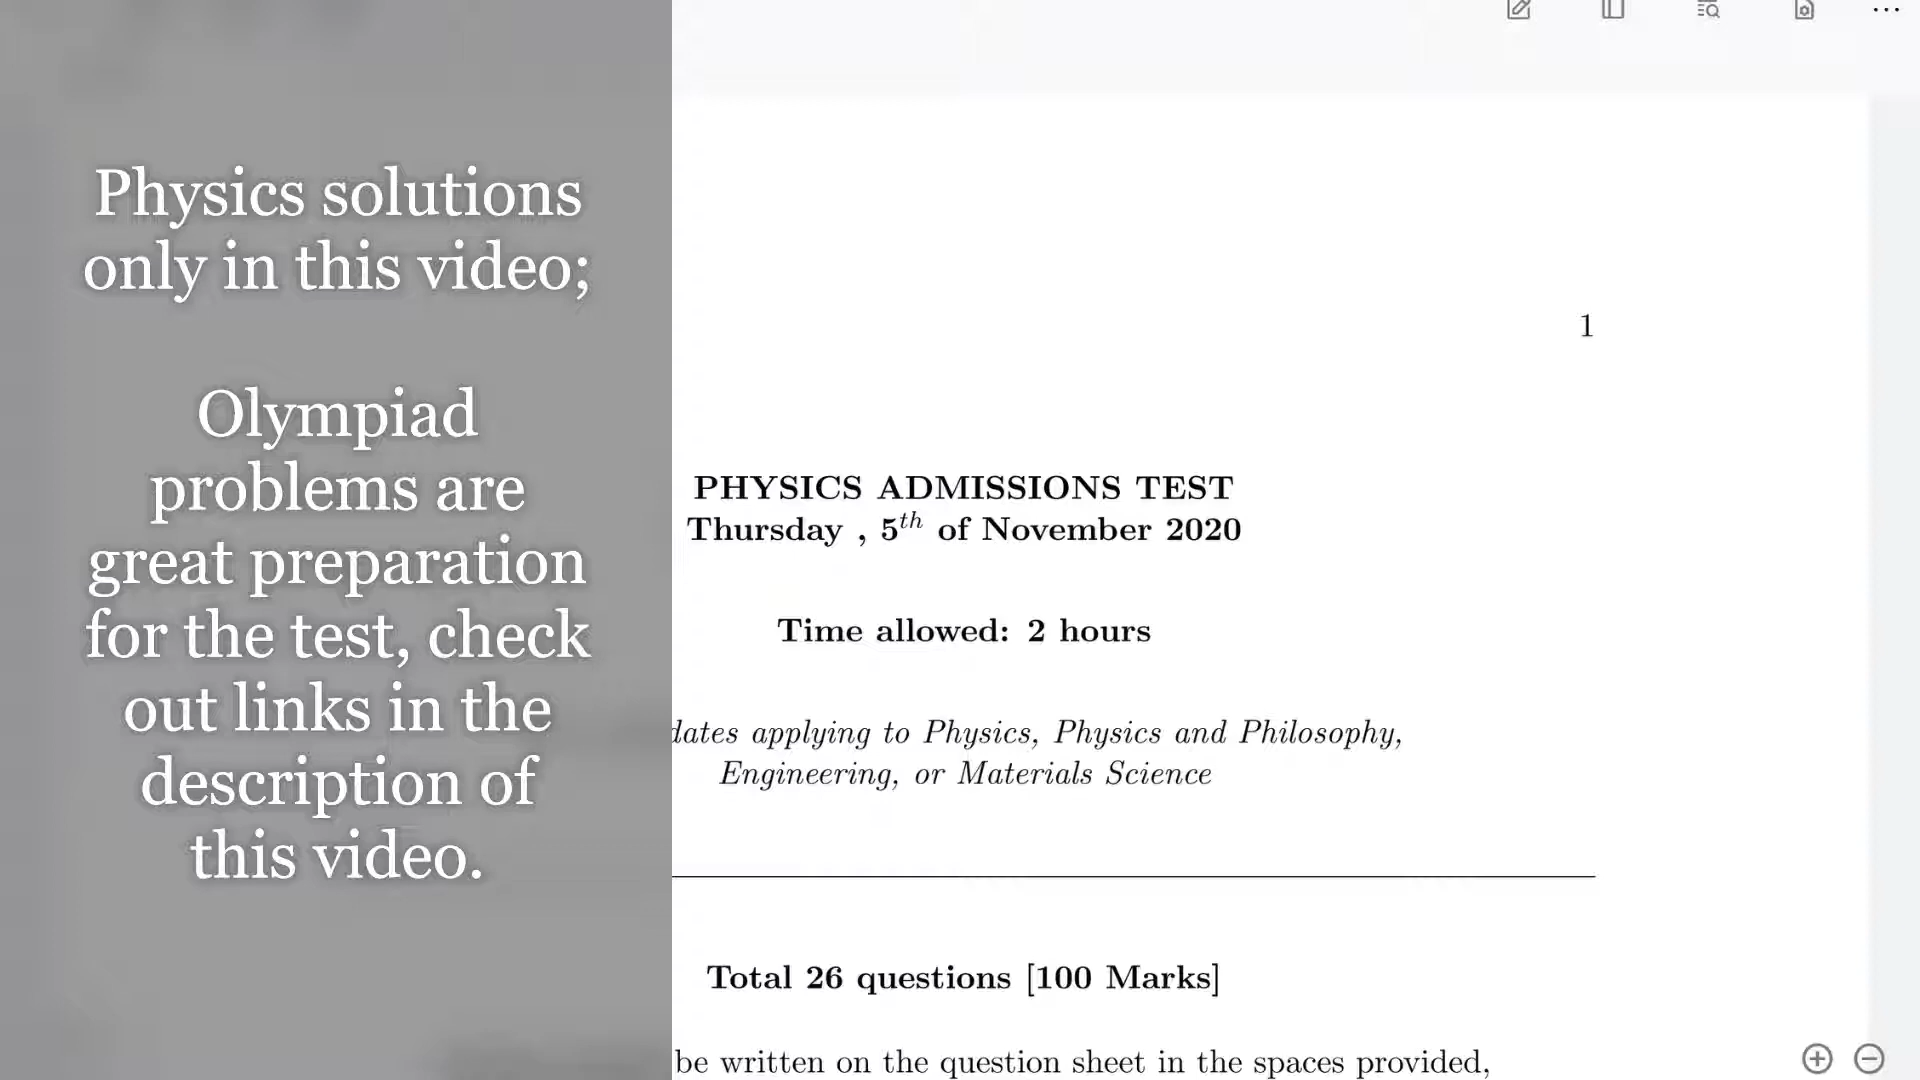 Physics solutions
only in this video;
Olympiad
problems are
great preparation
for the test, check
out links in the
description of
this video.
1
PHYSICS ADMISSIONS TEST
Thursday , 5th of November 2020
Time allowed: 2 hours
applying to Physics, Physics and Philosophy,
Engineering, or Materials Science
Total 26 questions [100 Marks]
be written on the question sheet in the spaces provided,